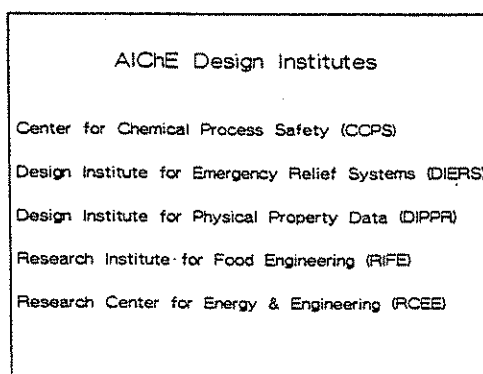 AIChE Design Institutes
Center for Chemical Process Safety (CCPS)
Design Institute for Emergency Relief Systems (DIERS)
Design Institute for Physical Property Data (DIPPR)
Research Institute for Food Engineering (RIFE)
Research Center for Energy & Engineering (RCEE)